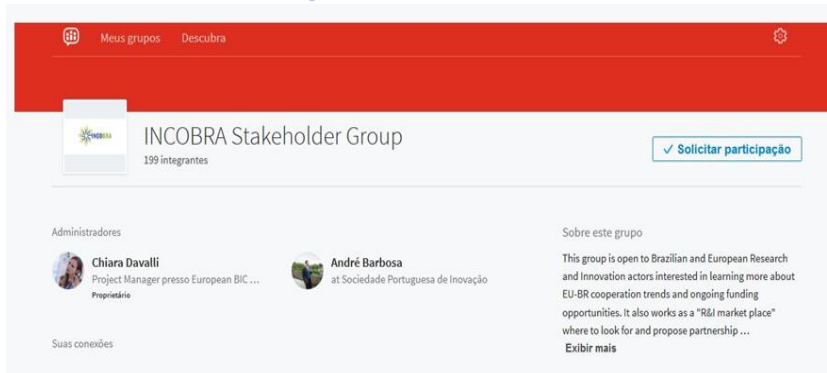 Meus grupos Descubra
INCOBRA
INCOBRA Stakeholder Group
199 integrantes
✓ Solicitar participação
Administradores
Chiara Davalli
Project Manager presso European BIC ...
Proprietário
André Barbosa
at Sociedade Portuguesa de Inovação
Suas conexões
Sobre este grupo
This group is open to Brazilian and European Research
and Innovation actors interested in learning more about
EU-BR cooperation trends and ongoing funding
opportunities. It also works as a "R&I market place"
where to look for and propose partnership ...
Exibir mais